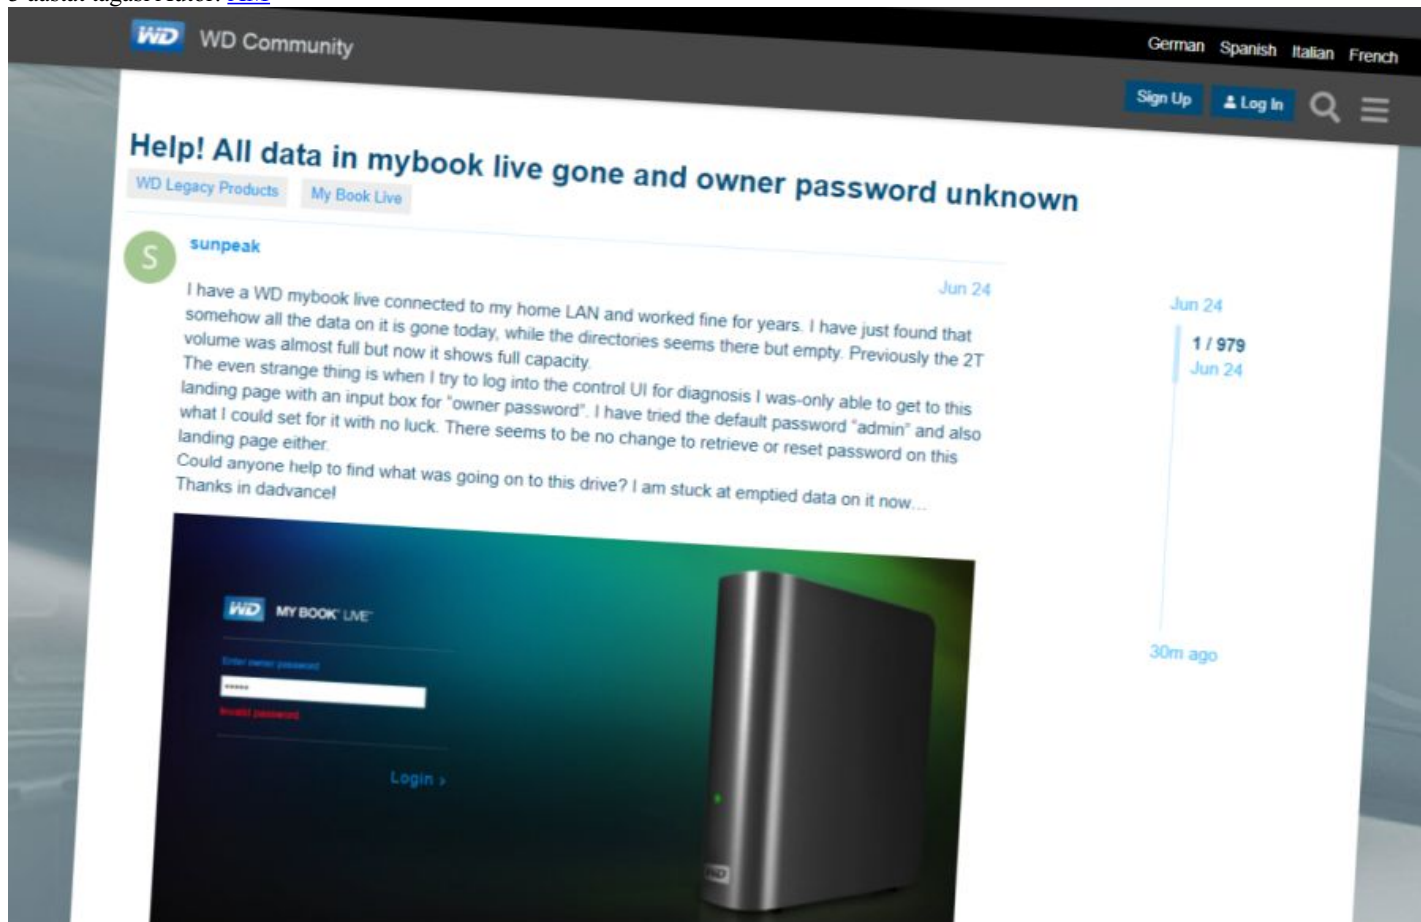 WD WD Community
German Spanish Italian French
Sign Up Log In
Help! All data in mybook live gone and owner password unknown
WD Legacy Products My Book Live
S sunpeak
Jun 24
I have a WD mybook live connected to my home LAN and worked fine for years. I have just found that
somehow all the data on it is gone today, while the directories seems there but empty. Previously the 2T
volume was almost full but now it shows full capacity.
The even strange thing is when I try to log into the control UI for diagnosis I was-only able to get to this
landing page with an input box for “owner password”. I have tried the default password “admin” and also
what I could set for it with no luck. There seems to be no change to retrieve or reset password on this
landing page either.
Could anyone help to find what was going on to this drive? I am stuck at emptied data on it now…
Thanks in dadvance!
Jun 24
1 / 979
Jun 24
30m ago
WD MY BOOK LIVE
Enter owner password
•••••
Invalid password
Login ›
WD